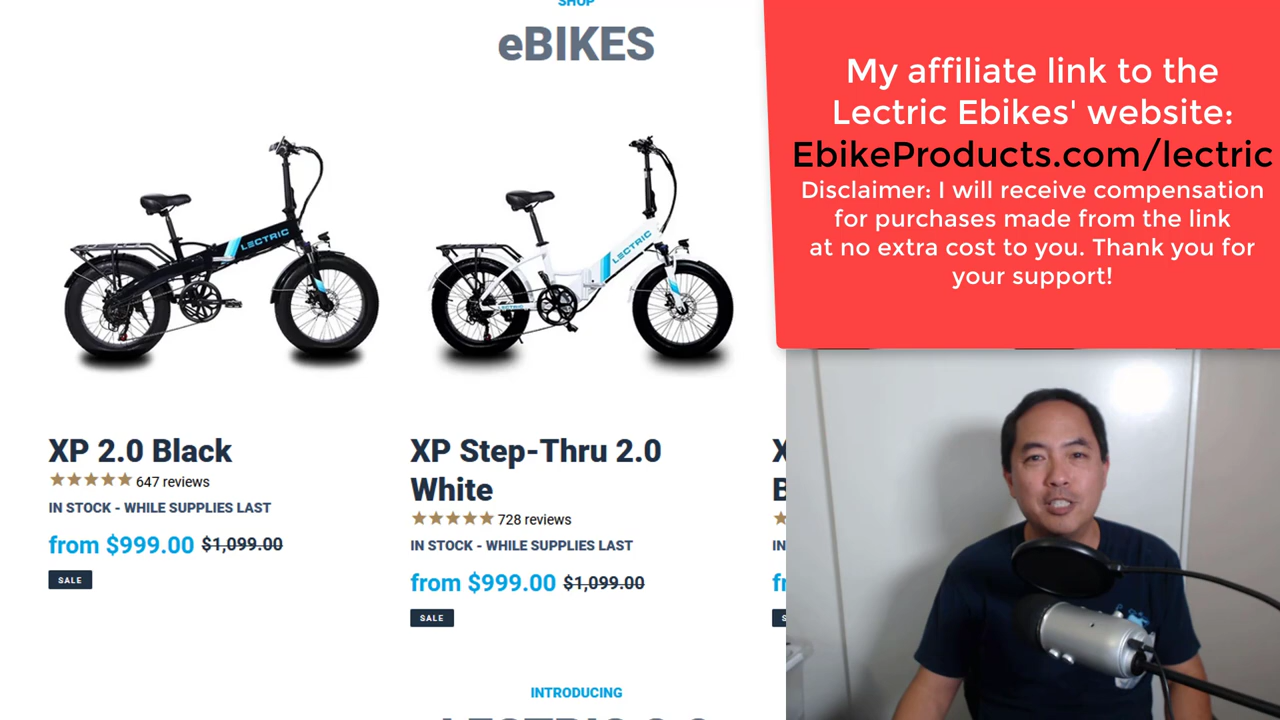 SHOP
eBIKES
LECTRIC
LECTRIC
LECTRIC
XP 2.0 Black
647 reviews
IN STOCK - WHILE SUPPLIES LAST
from $999.00 $1,099.00
SALE
XP Step-Thru 2.0
White
728 reviews
IN STOCK - WHILE SUPPLIES LAST
from $999.00 $1,099.00
SALE
INTRODUCING
My affiliate link to the
Lectric Ebikes' website:
EbikeProducts.com/lectric
Disclaimer: I will receive compensation
for purchases made from the link
at no extra cost to you. Thank you for
your support!